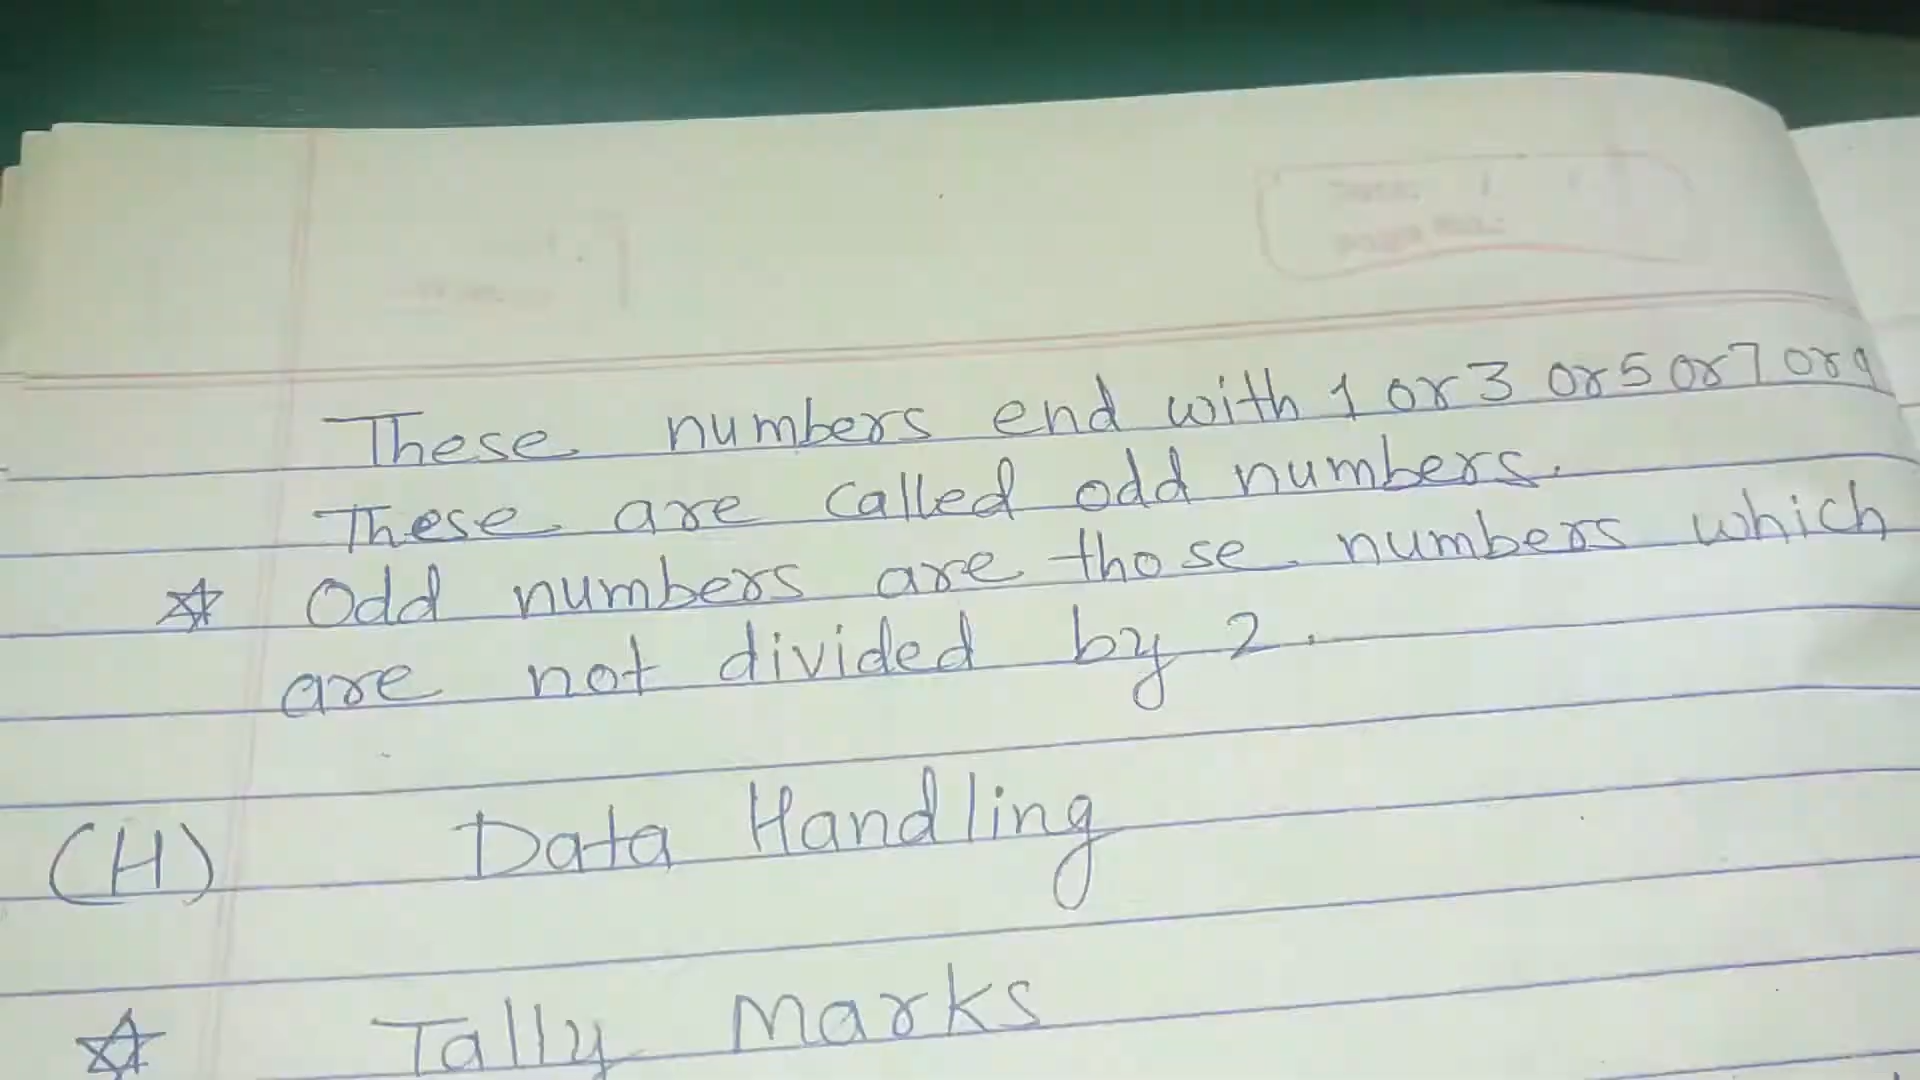 These numbers end with 1 or 3 or 5 or 7 or 9
These are called odd numbers.
☆ Odd numbers are those numbers which
are not divided by 2.
(H) Data Handling
☆ Tally Marks